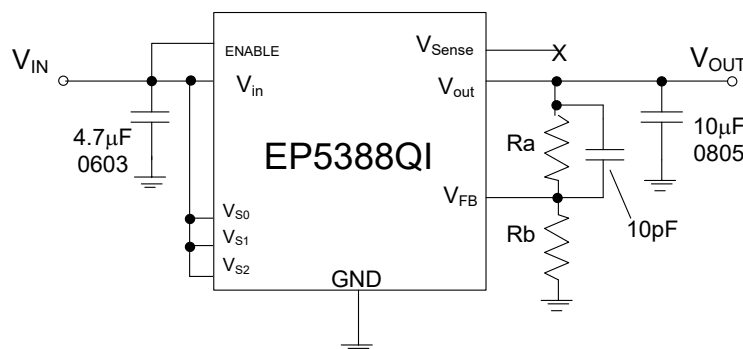 V_IN
ENABLE
V_in
4.7μF
0603
V_S0
V_S1
V_S2
EP5388QI
GND
V_Sense
X
V_out
V_FB
V_OUT
Ra
Rb
10pF
10μF
0805